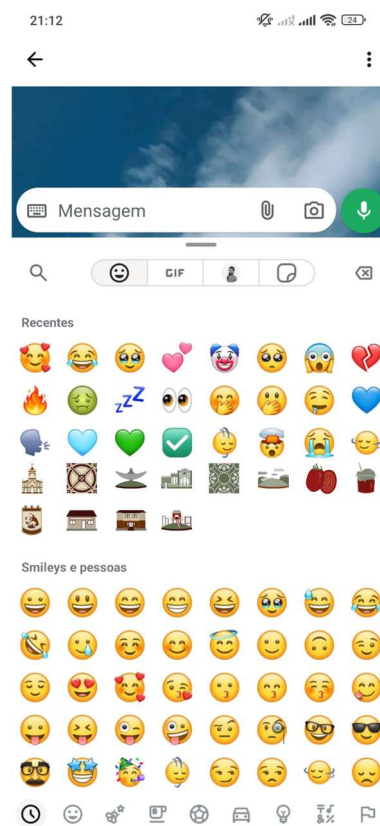 21:12
24
Mensagem
GIF
Recentes
Smileys e pessoas